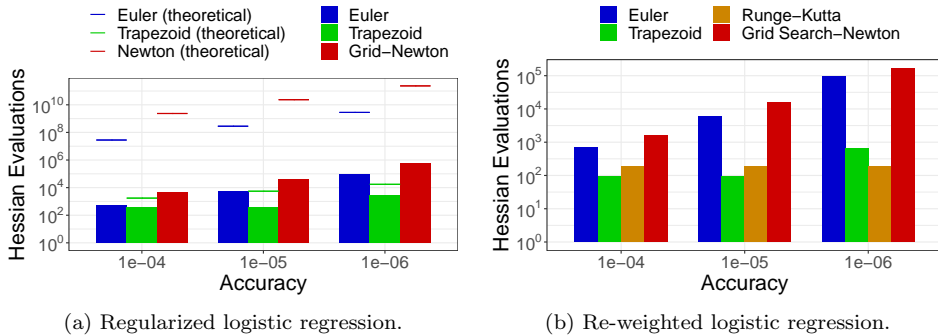 Euler (theoretical) Euler
Trapezoid (theoretical) Trapezoid
Newton (theoretical) Grid−Newton
Hessian Evaluations
10^10
10^8
10^6
10^4
10^2
10^0
1e−04 1e−05 1e−06
Accuracy
(a) Regularized logistic regression.
Euler Runge−Kutta
Trapezoid Grid Search−Newton
Hessian Evaluations
10^5
10^4
10^3
10^2
10^1
10^0
1e−04 1e−05 1e−06
Accuracy
(b) Re-weighted logistic regression.